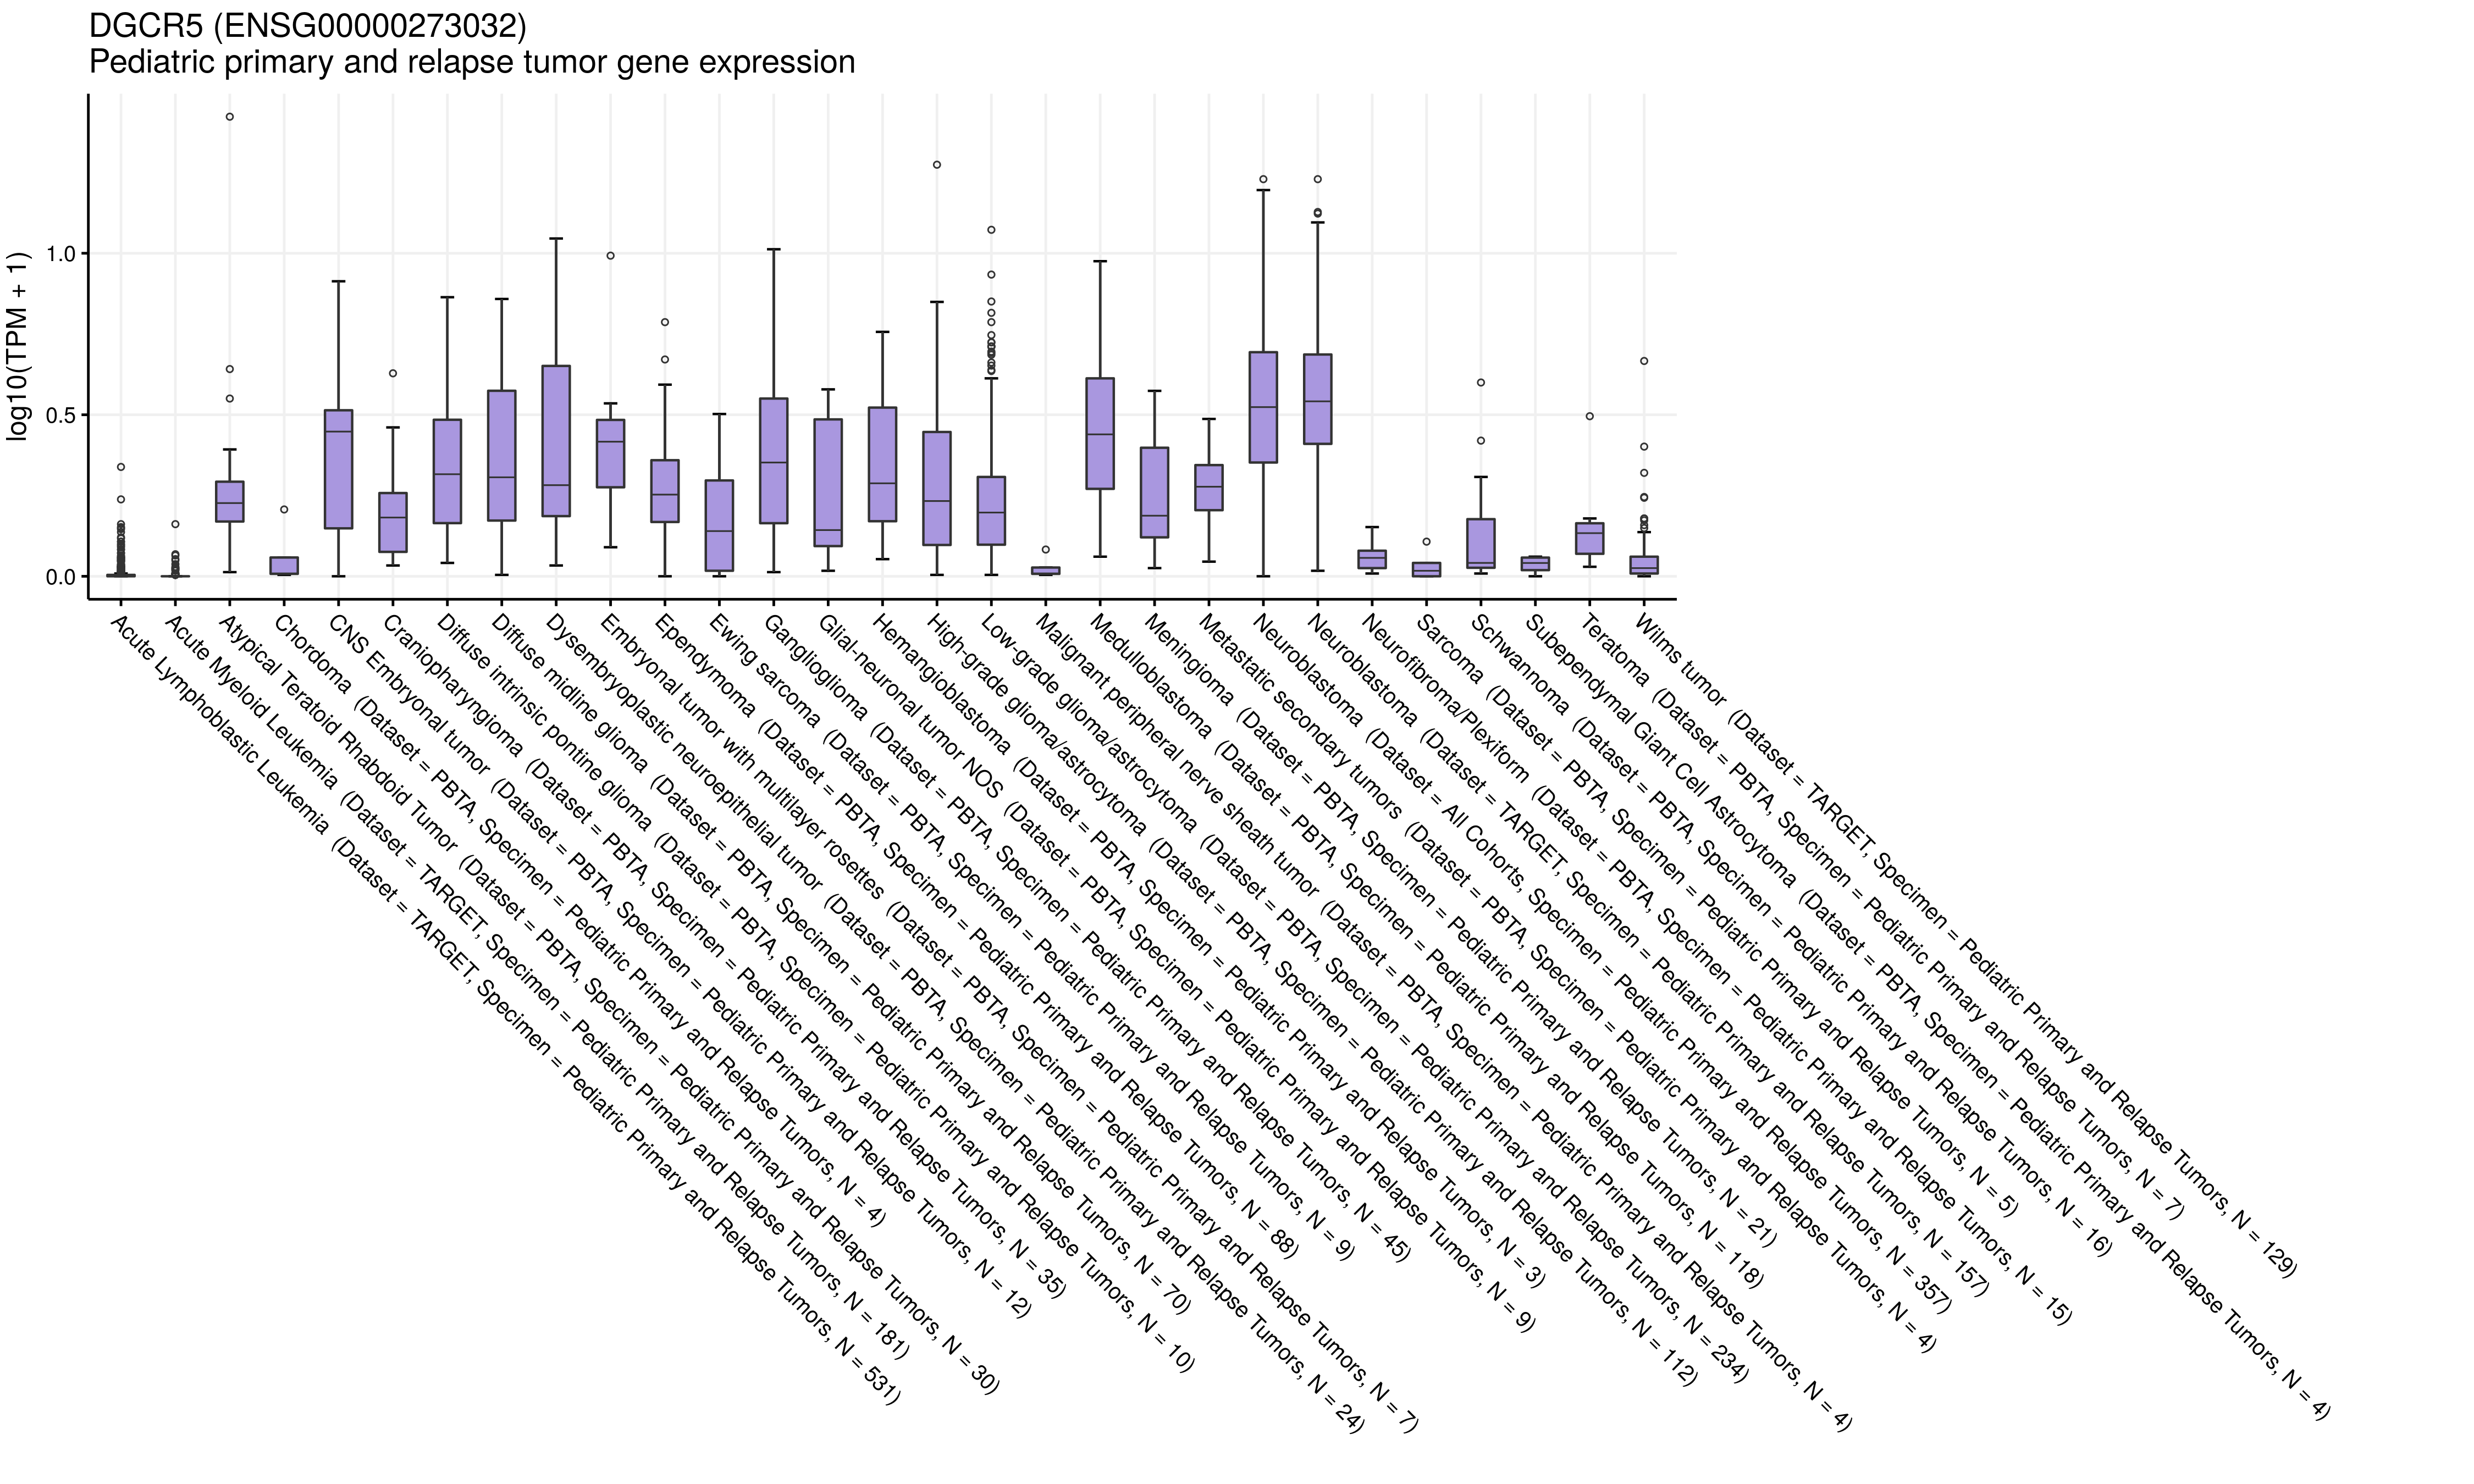 DGCR5 (ENSG00000273032)
Pediatric primary and relapse tumor gene expression
log10(TPM + 1)
1.0
0.5
0.0
Acute Lymphoblastic Leukemia (Dataset = TARGET, Specimen = Pediatric Primary and Relapse Tumors, N = 531)
Acute Myeloid Leukemia (Dataset = TARGET, Specimen = Pediatric Primary and Relapse Tumors, N = 181)
Atypical Teratoid Rhabdoid Tumor (Dataset = PBTA, Specimen = Pediatric Primary and Relapse Tumors, N = 30)
Chordoma (Dataset = PBTA, Specimen = Pediatric Primary and Relapse Tumors, N = 4)
CNS Embryonal tumor (Dataset = PBTA, Specimen = Pediatric Primary and Relapse Tumors, N = 12)
Craniopharyngioma (Dataset = PBTA, Specimen = Pediatric Primary and Relapse Tumors, N = 35)
Diffuse intrinsic pontine glioma (Dataset = PBTA, Specimen = Pediatric Primary and Relapse Tumors, N = 10)
Diffuse midline glioma (Dataset = PBTA, Specimen = Pediatric Primary and Relapse Tumors, N = 70)
Dysembryoplastic neuroepithelial tumor (Dataset = PBTA, Specimen = Pediatric Primary and Relapse Tumors, N = 24)
Embryonal tumor with multilayer rosettes (Dataset = PBTA, Specimen = Pediatric Primary and Relapse Tumors, N = 7)
Ependymoma (Dataset = PBTA, Specimen = Pediatric Primary and Relapse Tumors, N = 88)
Ewing sarcoma (Dataset = PBTA, Specimen = Pediatric Primary and Relapse Tumors, N = 9)
Ganglioglioma (Dataset = PBTA, Specimen = Pediatric Primary and Relapse Tumors, N = 45)
Glial-neuronal tumor NOS (Dataset = PBTA, Specimen = Pediatric Primary and Relapse Tumors, N = 9)
Hemangioblastoma (Dataset = PBTA, Specimen = Pediatric Primary and Relapse Tumors, N = 3)
High-grade glioma/astrocytoma (Dataset = PBTA, Specimen = Pediatric Primary and Relapse Tumors, N = 112)
Low-grade glioma/astrocytoma (Dataset = PBTA, Specimen = Pediatric Primary and Relapse Tumors, N = 234)
Malignant peripheral nerve sheath tumor (Dataset = PBTA, Specimen = Pediatric Primary and Relapse Tumors, N = 4)
Medulloblastoma (Dataset = PBTA, Specimen = Pediatric Primary and Relapse Tumors, N = 118)
Meningioma (Dataset = PBTA, Specimen = Pediatric Primary and Relapse Tumors, N = 21)
Metastatic secondary tumors (Dataset = PBTA, Specimen = Pediatric Primary and Relapse Tumors, N = 4)
Neuroblastoma (Dataset = All Cohorts, Specimen = Pediatric Primary and Relapse Tumors, N = 357)
Neuroblastoma (Dataset = TARGET, Specimen = Pediatric Primary and Relapse Tumors, N = 157)
Neurofibroma/Plexiform (Dataset = PBTA, Specimen = Pediatric Primary and Relapse Tumors, N = 15)
Sarcoma (Dataset = PBTA, Specimen = Pediatric Primary and Relapse Tumors, N = 5)
Schwannoma (Dataset = PBTA, Specimen = Pediatric Primary and Relapse Tumors, N = 16)
Subependymal Giant Cell Astrocytoma (Dataset = PBTA, Specimen = Pediatric Primary and Relapse Tumors, N = 4)
Teratoma (Dataset = PBTA, Specimen = Pediatric Primary and Relapse Tumors, N = 7)
Wilms tumor (Dataset = TARGET, Specimen = Pediatric Primary and Relapse Tumors, N = 129)